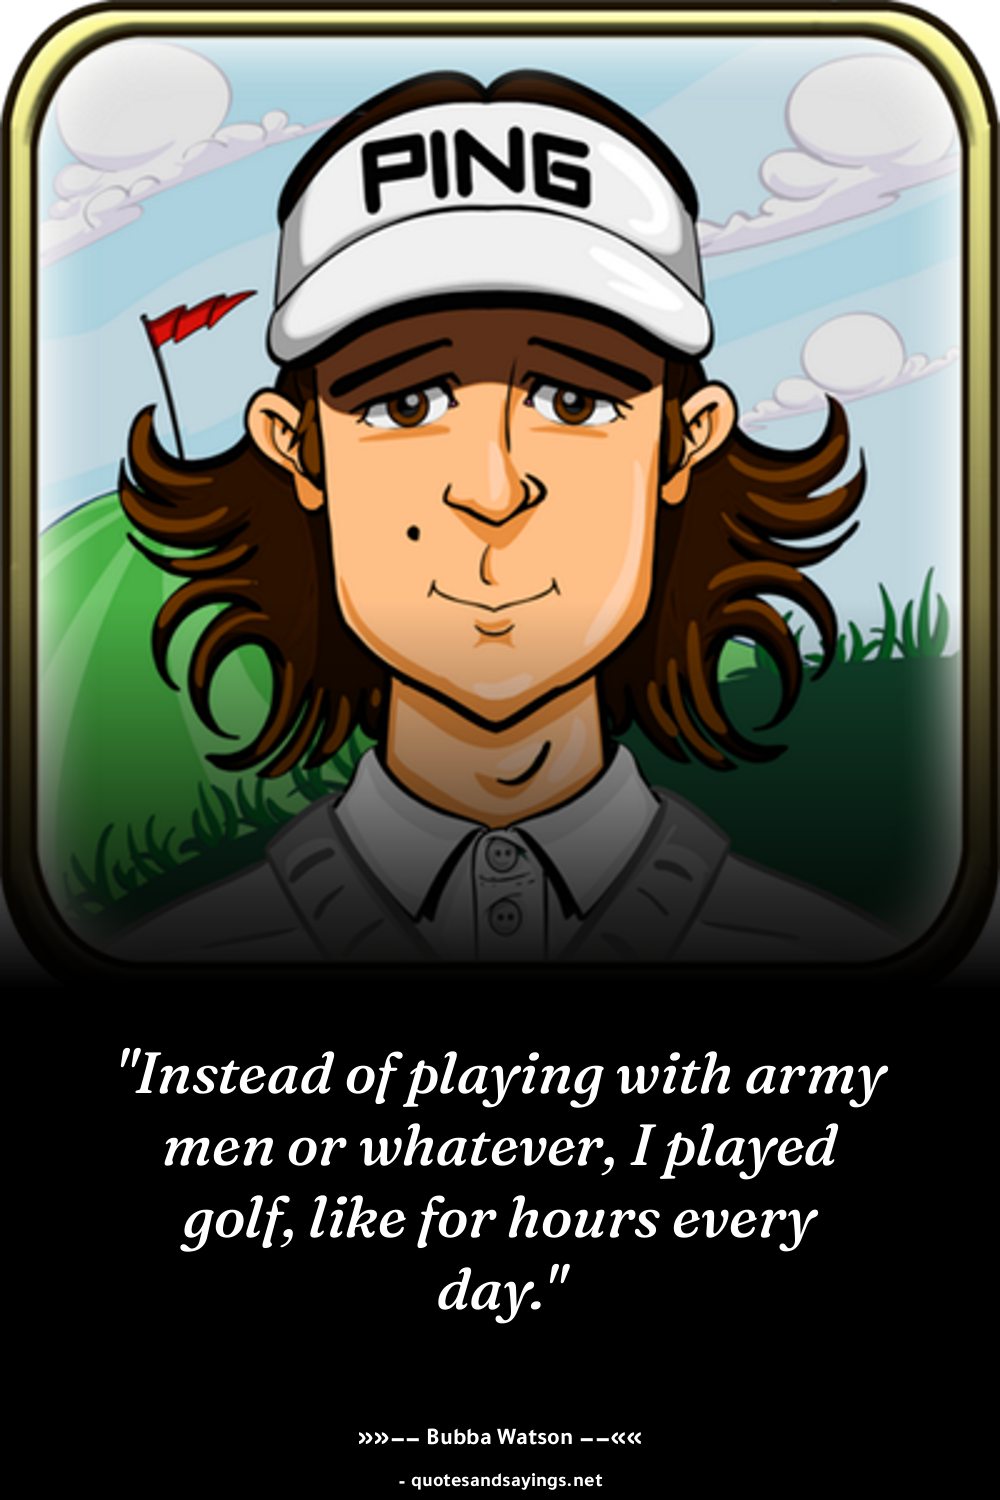 PING
"Instead of playing with army
men or whatever, I played
golf, like for hours every
day."
»»−− Bubba Watson −−««
- quotesandsayings.net